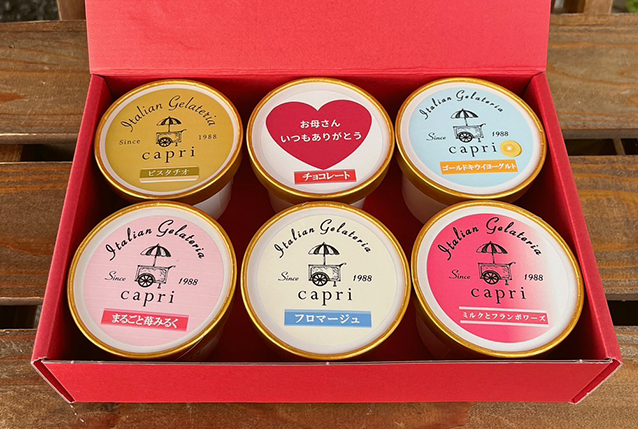 Italian Gelateria
Since 1988
capri
ピスタチオ
お母さん
いつもありがとう
チョコレート
Italian Gelateria
Since 1988
capri
ゴールドキウイヨーグルト
Italian Gelateria
Since 1988
capri
まるごと苺みるく
Italian Gelateria
Since 1988
capri
フロマージュ
Italian Gelateria
Since 1988
capri
ミルクとフランボワーズ